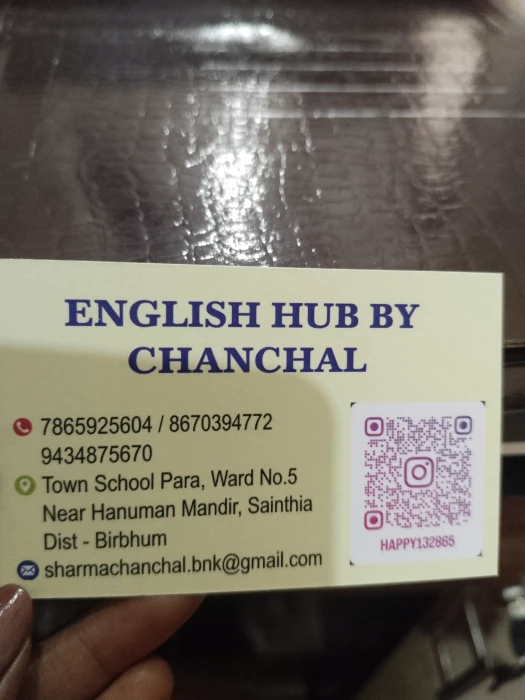 ENGLISH HUB BY
CHANCHAL
7865925604 / 8670394772
9434875670
Town School Para, Ward No.5
Near Hanuman Mandir, Sainthia
Dist - Birbhum
sharmachanchal.bnk@gmail.com
HAPPY132865